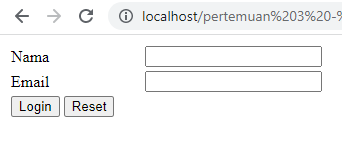 localhost/pertemuan%203%20-%
Nama
Email
Login Reset